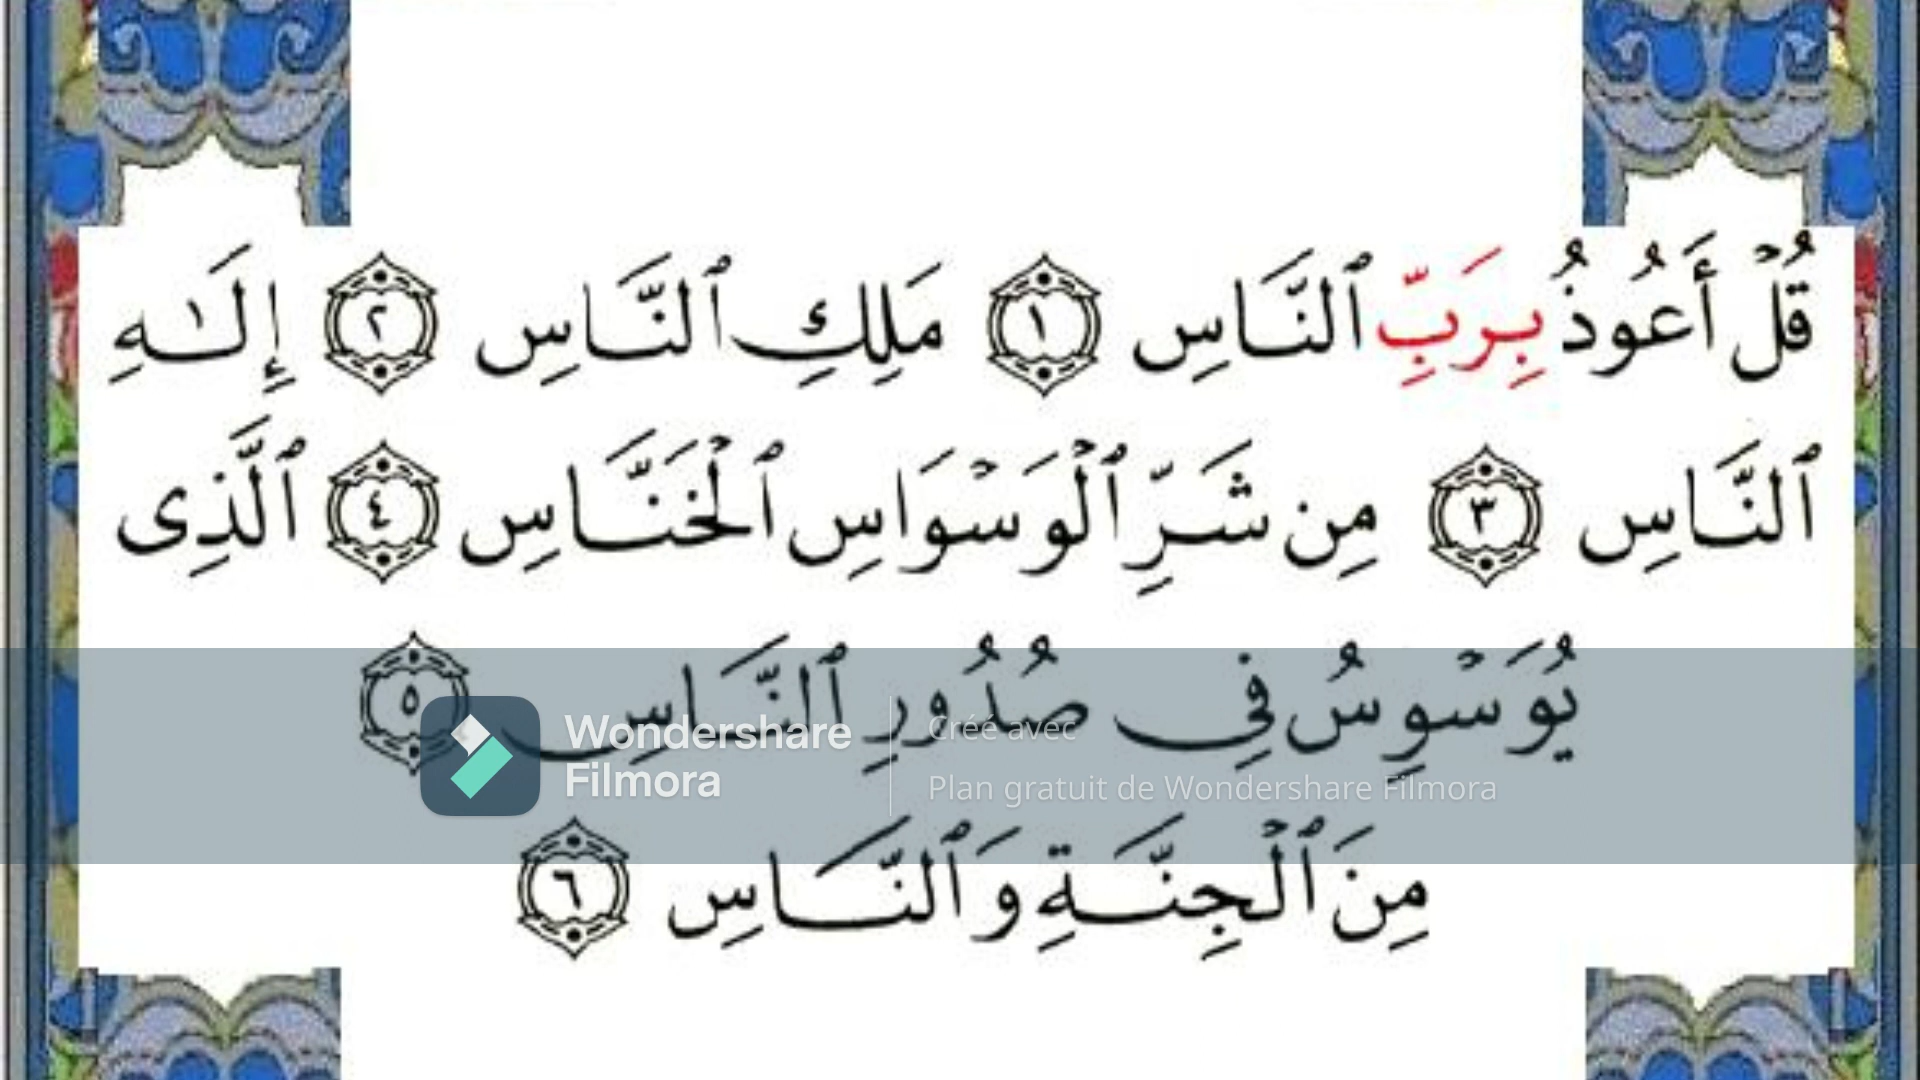 قُلْ أَعُوذُ بِرَبِّ ٱلنَّاسِ ١ مَلِكِ ٱلنَّاسِ ٢ إِلَـٰهِ
ٱلنَّاسِ ٣ مِن شَرِّ ٱلْوَسْوَاسِ ٱلْخَنَّاسِ ٤ ٱلَّذِى
يُوَسْوِسُ فِى صُدُورِ ٱلنَّاسِ ٥
Wondershare
Filmora
Créé avec
Plan gratuit de Wondershare Filmora
مِنَ ٱلْجِنَّةِ وَٱلنَّاسِ ٦